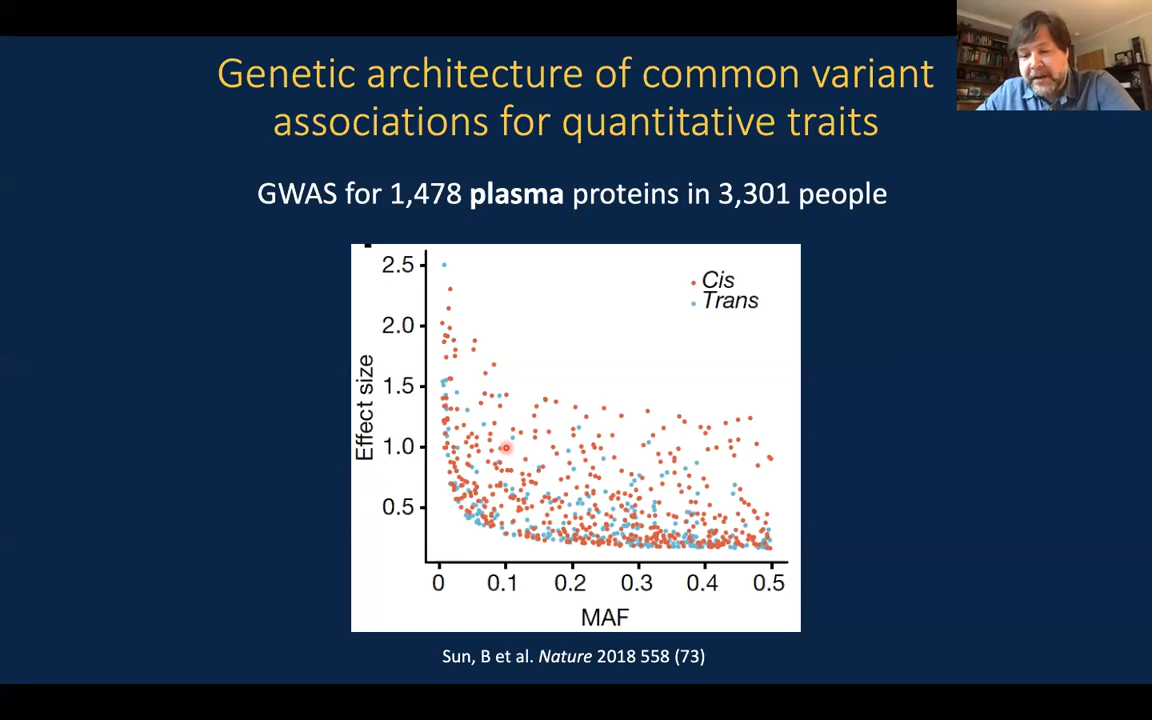 Genetic architecture of common variant
associations for quantitative traits
GWAS for 1,478 plasma proteins in 3,301 people
2.5
2.0
1.5
1.0
0.5
Effect size
Cis
Trans
0 0.1 0.2 0.3 0.4 0.5
MAF
Sun, B et al. Nature 2018 558 (73)